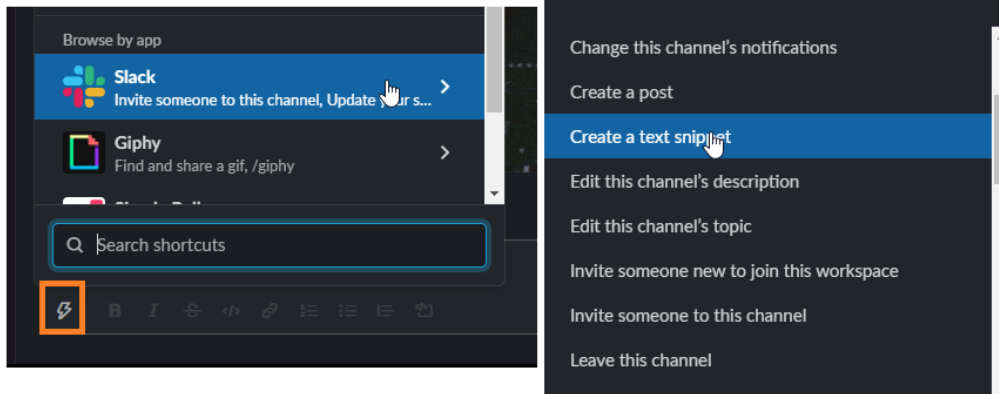 Browse by app
Slack
Invite someone to this channel, Update your s...
Giphy
Find and share a gif, /giphy
Search shortcuts
B I S
Change this channel's notifications
Create a post
Create a text snippet
Edit this channel's description
Edit this channel's topic
Invite someone new to join this workspace
Invite someone to this channel
Leave this channel